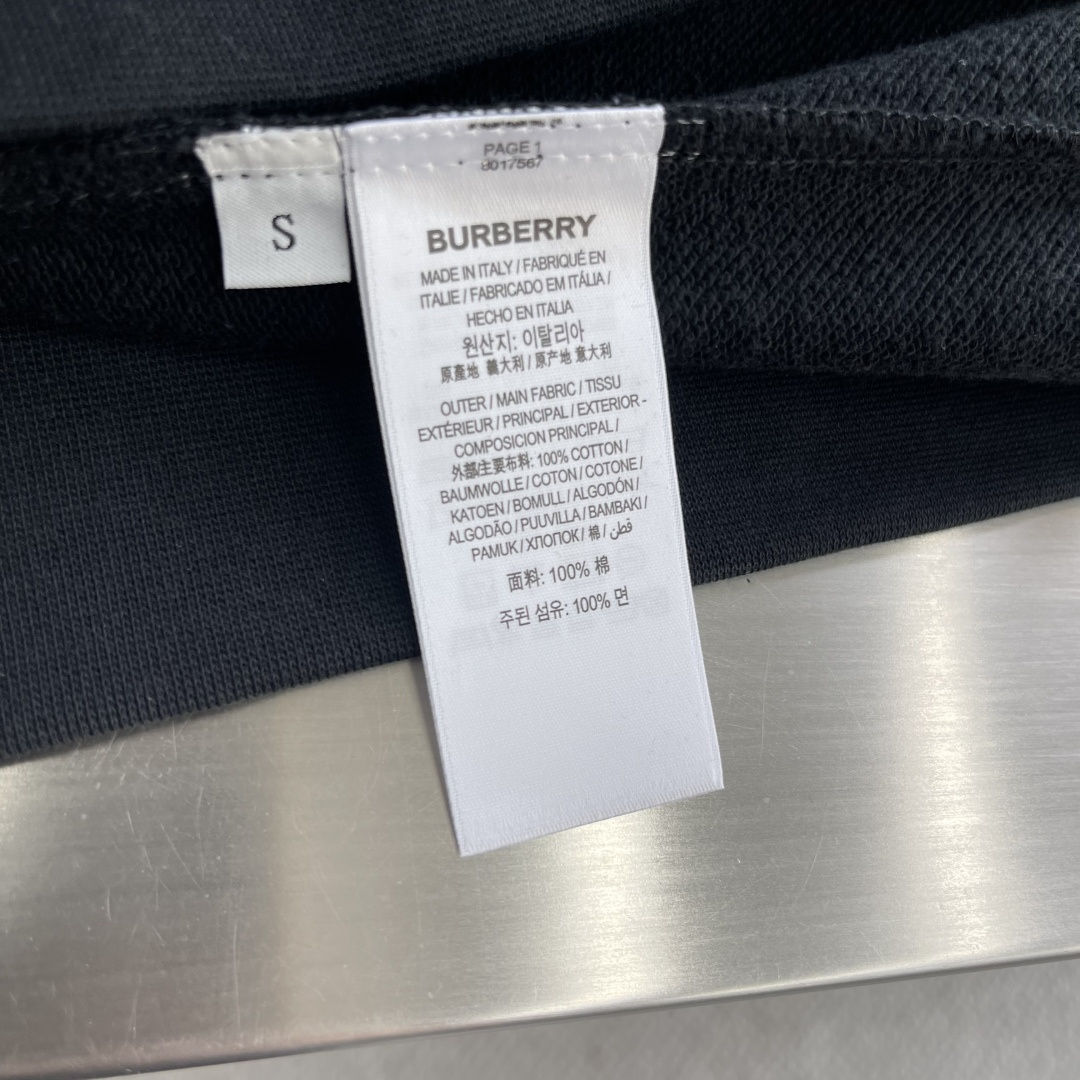 S
PAGE 1
8017567
BURBERRY
MADE IN ITALY / FABRIQUÉ EN
ITALIE / FABRICADO EM ITÁLIA /
HECHO EN ITALIA
원산지: 이탈리아
原產地 義大利 / 原产地 意大利
OUTER / MAIN FABRIC / TISSU
EXTÉRIEUR / PRINCIPAL / EXTERIOR -
COMPOSICION PRINCIPAL /
外部/主要布料: 100% COTTON /
BAUMWOLLE / COTON / COTONE /
KATOEN / BOMULL / ALGODÓN /
ALGODÃO / PUUVILLA / BAMBAKI /
PAMUK / ХЛОПОК / 棉 / قطن
面料: 100% 棉
주된 섬유: 100% 면